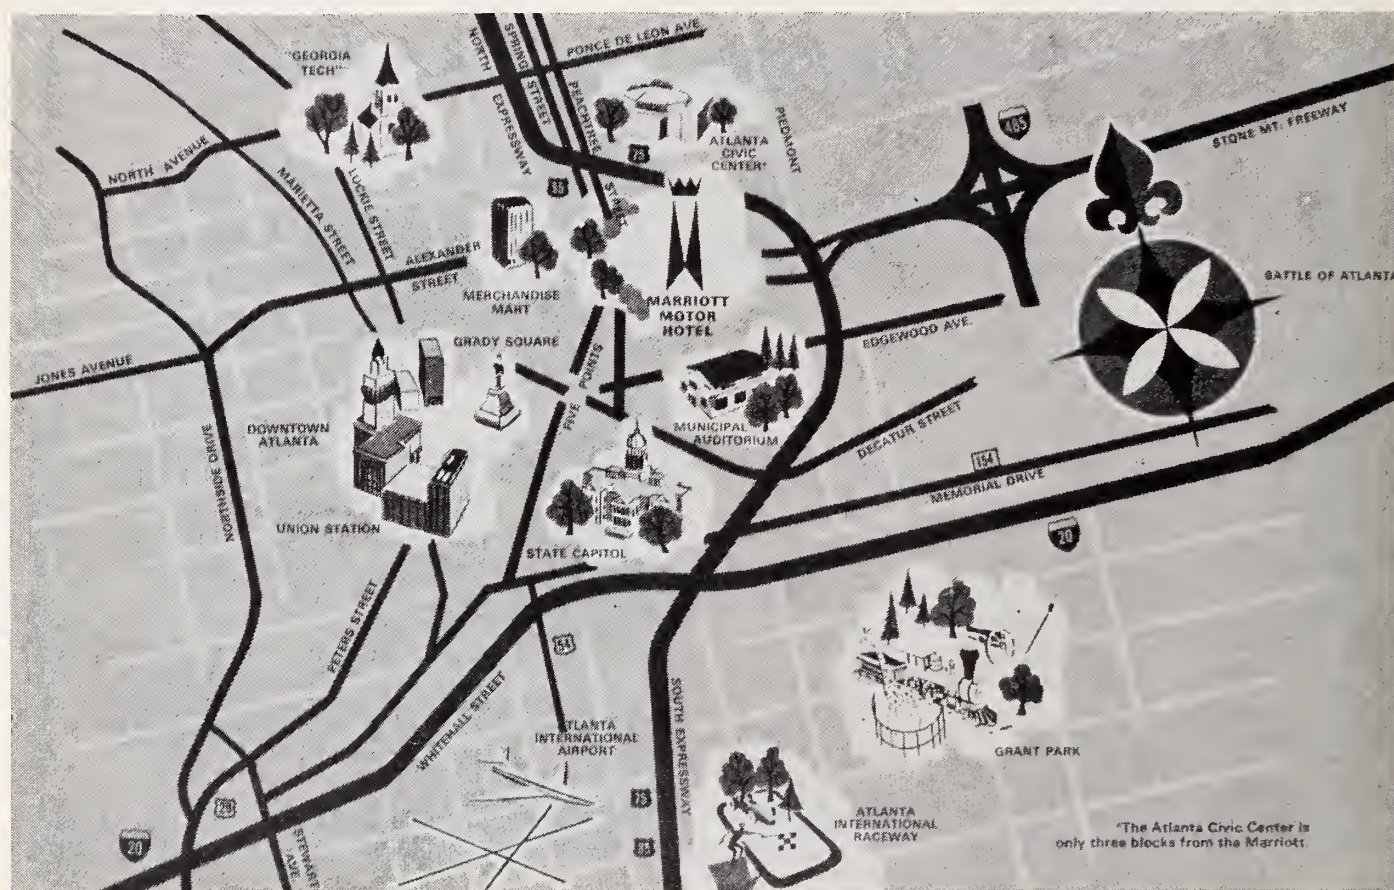 "GEORGIA
TECH"
NORTH EXPRESSWAY
SPRING STREET
PEACHTREE
PONCE DE LEON AVE.
ATLANTA
CIVIC
CENTER*
PIEDMONT
485
STONE MT. FREEWAY
NORTH AVENUE
MARIETTA STREET
LUCKIE STREET
ALEXANDER
STREET
MERCHANDISE
MART
MARRIOTT
MOTOR
HOTEL
BATTLE OF ATLANTA
GRADY SQUARE
FIVE POINTS
EDGEWOOD AVE.
JONES AVENUE
NORTHSIDE DRIVE
DOWNTOWN
ATLANTA
MUNICIPAL
AUDITORIUM
DECATUR STREET
154
MEMORIAL DRIVE
UNION STATION
STATE CAPITOL
20
PETERS STREET
54
WHITEHALL STREET
SOUTH EXPRESSWAY
ATLANTA
INTERNATIONAL
AIRPORT
GRANT PARK
75
85
ATLANTA
INTERNATIONAL
RACEWAY
20
STEWART
AVE.
*The Atlanta Civic Center is
only three blocks from the Marriott.